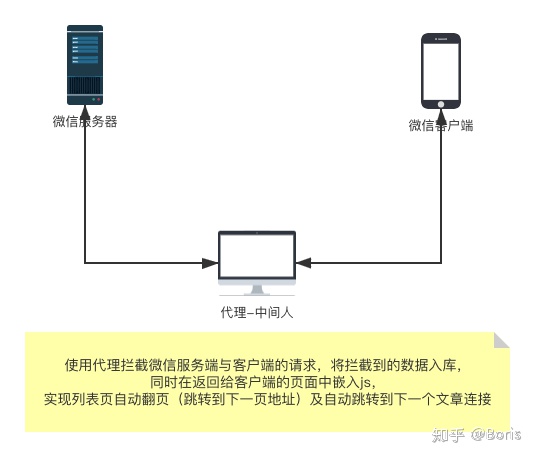 微信服务器
微信客户端
代理-中间人
使用代理拦截微信服务端与客户端的请求，将拦截到的数据入库，
同时在返回给客户端的页面中嵌入js，
实现列表页自动翻页（跳转到下一页地址）及自动跳转到下一个文章连接
知乎 @Boris